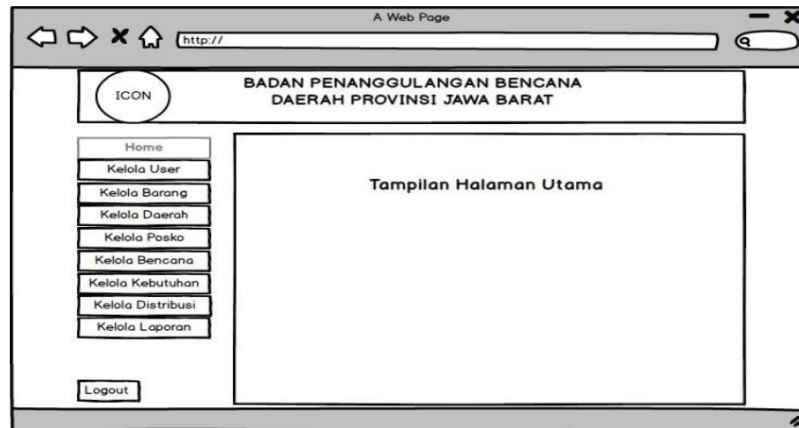 A Web Page
http://
ICON
BADAN PENANGGULANGAN BENCANA
DAERAH PROVINSI JAWA BARAT
Home
Kelola User
Kelola Barang
Kelola Daerah
Kelola Posko
Kelola Bencana
Kelola Kebutuhan
Kelola Distribusi
Kelola Laporan
Logout
Tampilan Halaman Utama